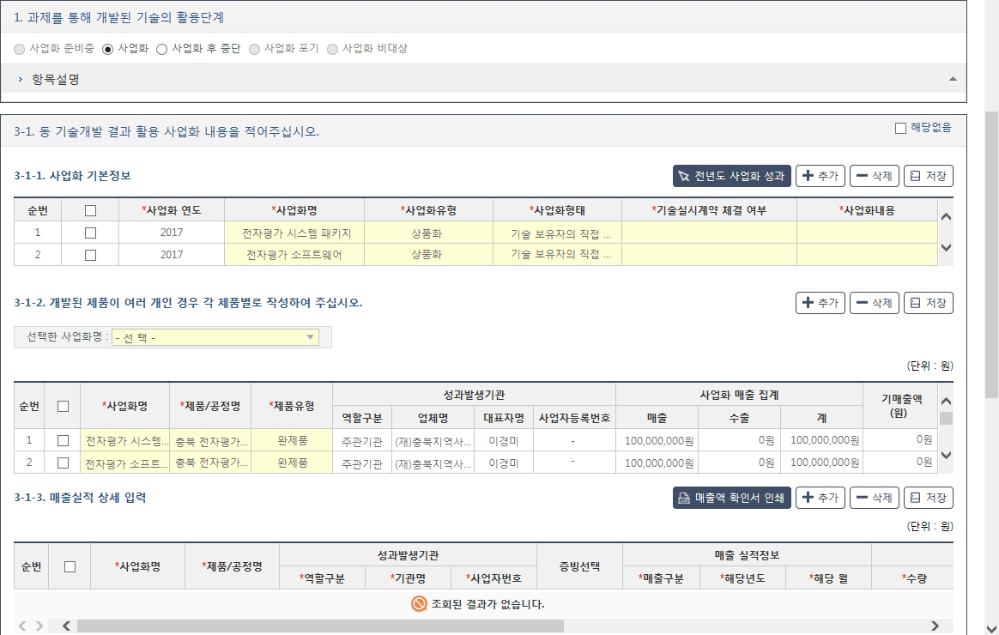 1. 과제를 통해 개발된 기술의 활용단계
사업화 준비중 사업화 사업화 후 중단 사업화 포기 사업화 비대상
항목설명
3-1. 동 기술개발 결과 활용 사업화 내용을 적어주십시오.
해당없음
3-1-1. 사업화 기본정보
전년도 사업화 성과 추가 삭제 저장
순번 *사업화 연도 *사업화명 *사업화유형 *사업화형태 *기술실시계약 체결 여부 *사업화내용
1 2017 전자평가 시스템 패키지 상품화 기술 보유자의 직접 ...
2 2017 전자평가 소프트웨어 상품화 기술 보유자의 직접 ...
3-1-2. 개발된 제품이 여러 개인 경우 각 제품별로 작성하여 주십시오.
추가 삭제 저장
선택한 사업화명 : - 선 택 -
(단위 : 원)
순번 *사업화명 *제품/공정명 *제품유형 성과발생기관 사업화 매출 집계 기매출액
(원)
역할구분 업체명 대표자명 사업자등록번호 매출 수출 계
1 전자평가 시스템... 충북 전자평가... 완제품 주관기관 (재)충북지역사... 이경미 - 100,000,000원 0원 100,000,000원 0원
2 전자평가 소프트... 충북 전자평가... 완제품 주관기관 (재)충북지역사... 이경미 - 100,000,000원 0원 100,000,000원 0원
3-1-3. 매출실적 상세 입력
매출액 확인서 인쇄 추가 삭제 저장
(단위 : 원)
순번 *사업화명 *제품/공정명 성과발생기관 증빙선택 매출 실적정보
*역할구분 *기관명 *사업자번호 *매출구분 *해당년도 *해당 월 *수량
조회된 결과가 없습니다.